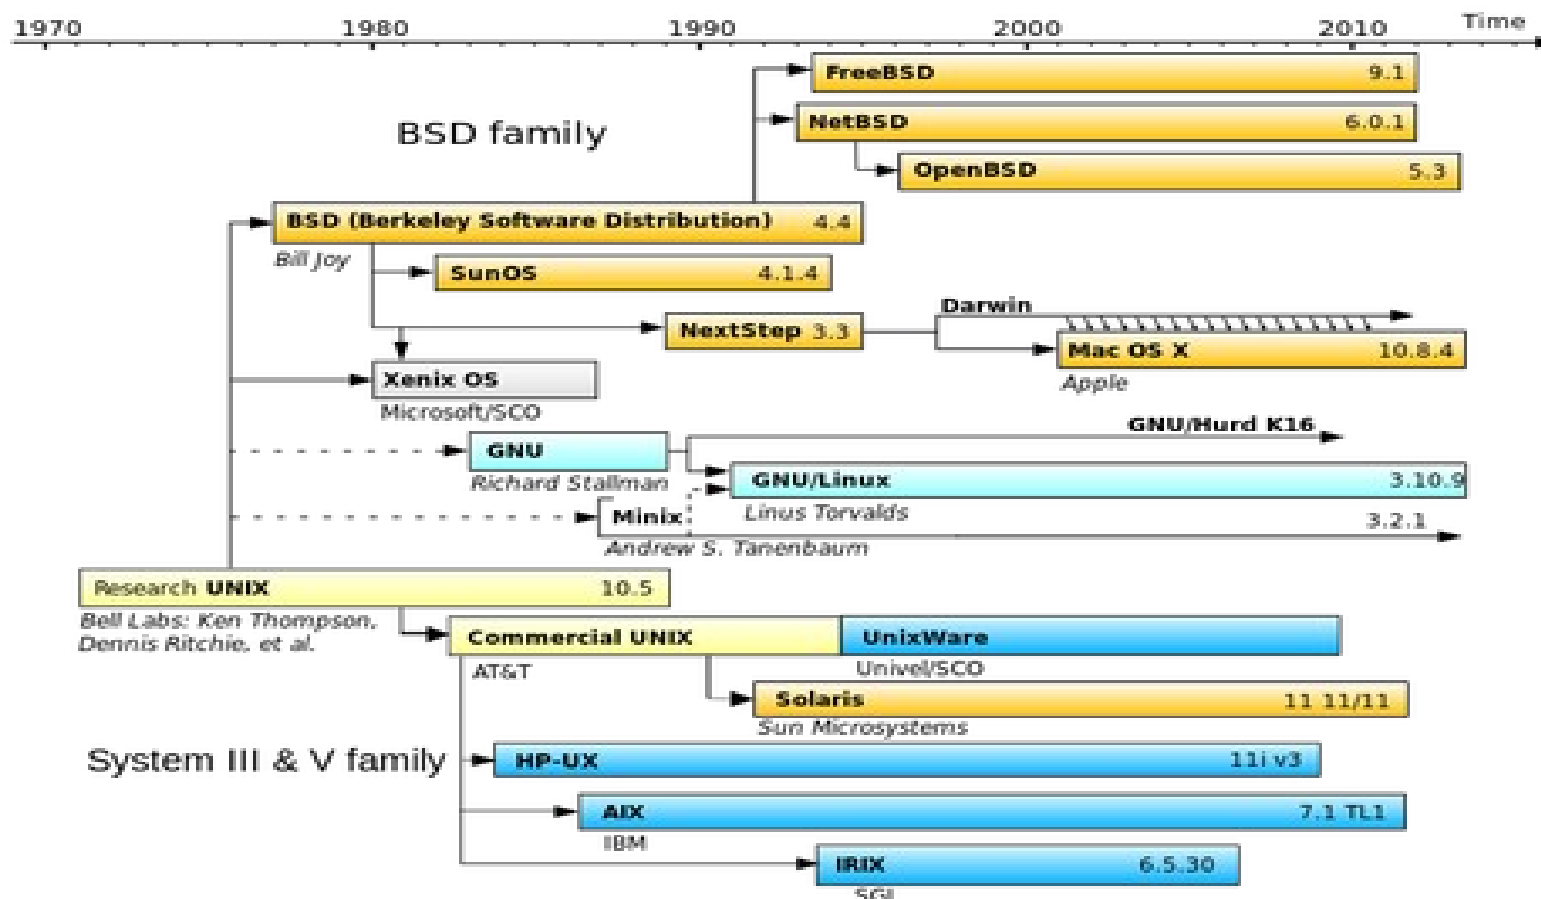 1970 1980 1990 2000 2010 Time
FreeBSD 9.1
BSD family
NetBSD 6.0.1
OpenBSD 5.3
BSD (Berkeley Software Distribution) 4.4
Bill Joy
SunOS 4.1.4
Darwin
NextStep 3.3
Mac OS X 10.8.4
Apple
Xenix OS
Microsoft/SCO
GNU/Hurd K16
GNU
Richard Stallman
GNU/Linux 3.10.9
Linus Torvalds
Minix 3.2.1
Andrew S. Tanenbaum
Research UNIX 10.5
Bell Labs: Ken Thompson,
Dennis Ritchie, et al.
Commercial UNIX
AT&T
UnixWare
Univel/SCO
Solaris 11 11/11
Sun Microsystems
System III & V family
HP-UX 11i v3
AIX 7.1 TL1
IBM
IRIX 6.5.30
SGI